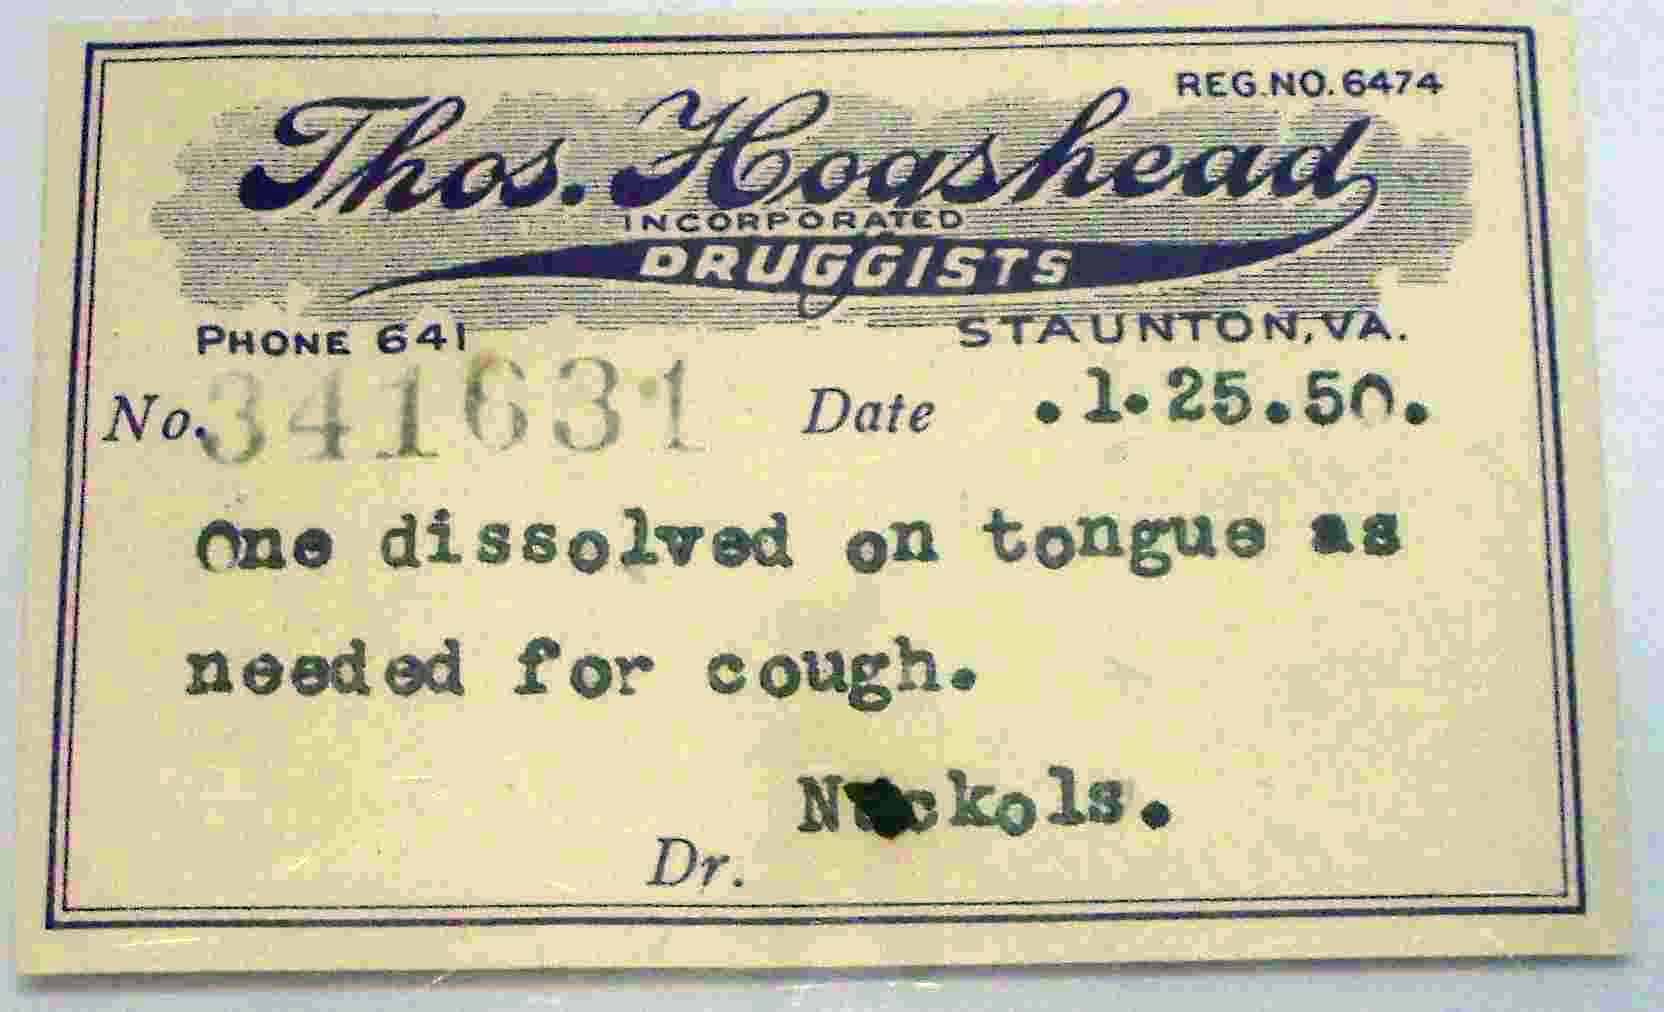 REG. NO. 6474
Thos. Hogshead
INCORPORATED
DRUGGISTS
PHONE 641
STAUNTON, VA.
No. 341631 Date .1.25.50.
One dissolved on tongue as
needed for cough.
Dr.